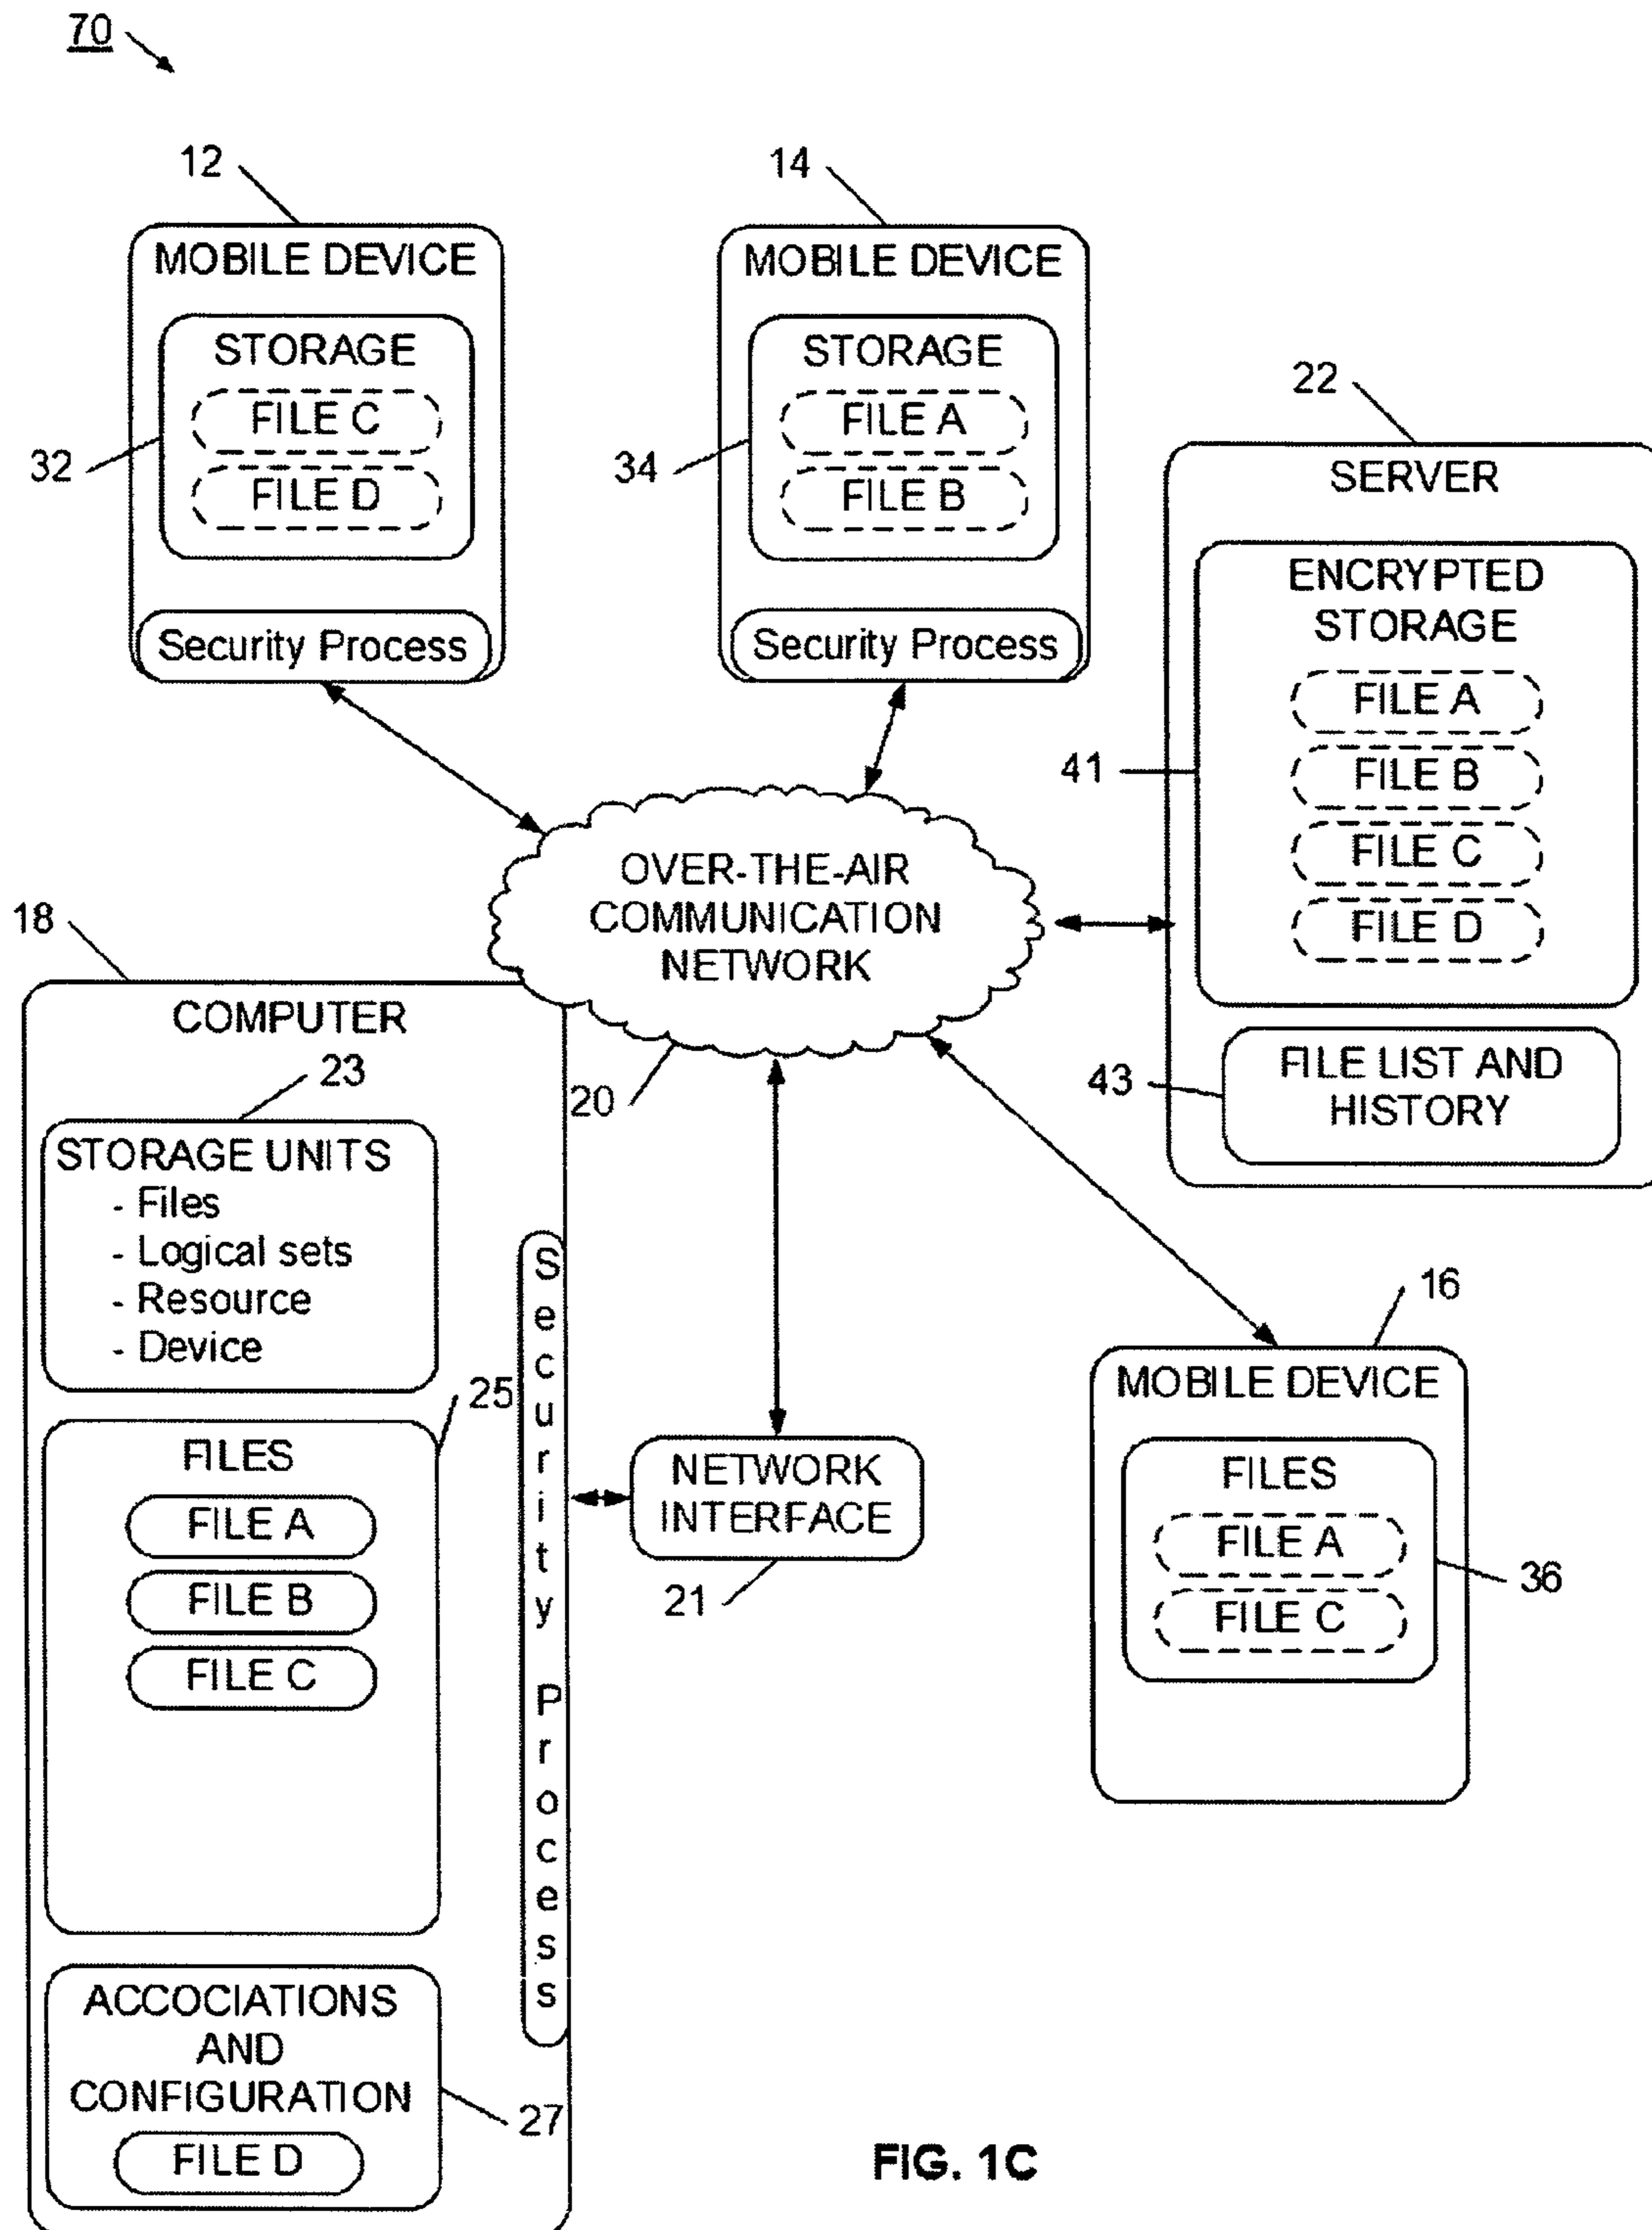 70
12
MOBILE DEVICE
STORAGE
FILE C
FILE D
32
Security Process
14
MOBILE DEVICE
STORAGE
FILE A
FILE B
34
Security Process
22
SERVER
ENCRYPTED
STORAGE
FILE A
FILE B
FILE C
FILE D
41
FILE LIST AND
HISTORY
43
OVER-THE-AIR
COMMUNICATION
NETWORK
20
18
COMPUTER
23
STORAGE UNITS
- Files
- Logical sets
- Resource
- Device
25
FILES
FILE A
FILE B
FILE C
ACCOCIATIONS
AND
CONFIGURATION
FILE D
27
Security Process
NETWORK
INTERFACE
21
16
MOBILE DEVICE
FILES
FILE A
FILE C
36
FIG. 1C